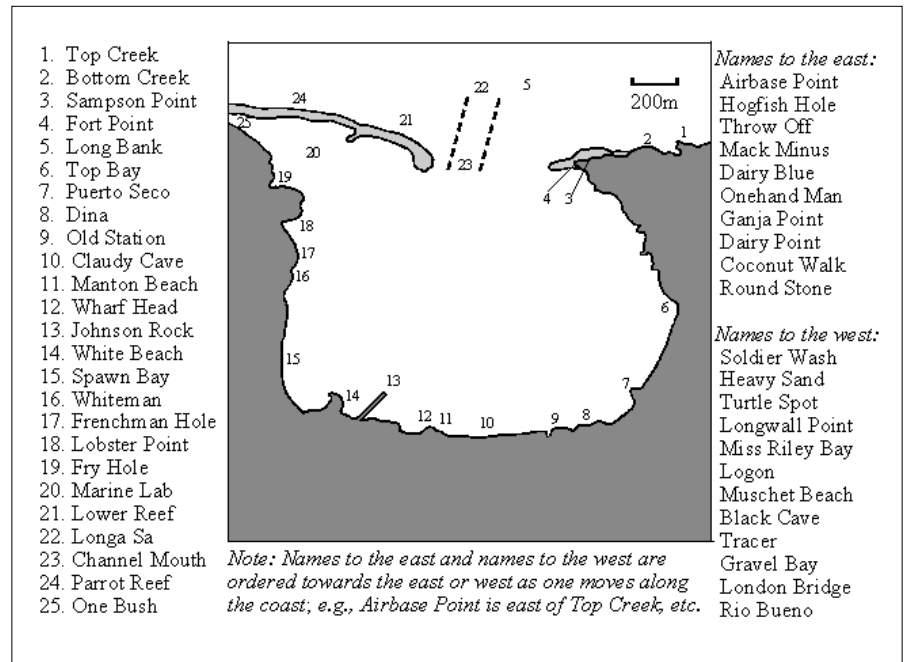 1. Top Creek
2. Bottom Creek
3. Sampson Point
4. Fort Point
5. Long Bank
6. Top Bay
7. Puerto Seco
8. Dina
9. Old Station
10. Claudy Cave
11. Manton Beach
12. Wharf Head
13. Johnson Rock
14. White Beach
15. Spawn Bay
16. Whiteman
17. Frenchman Hole
18. Lobster Point
19. Fry Hole
20. Marine Lab
21. Lower Reef
22. Longa Sa
23. Channel Mouth
24. Parrot Reef
25. One Bush
22
5
24
21
200m
25
20
23
2
1
19
4
3
18
17
16
6
15
14
13
7
12
11
10
9
8
Note: Names to the east and names to the west are
ordered towards the east or west as one moves along
the coast; e.g., Airbase Point is east of Top Creek, etc.
Names to the east:
Airbase Point
Hogfish Hole
Throw Off
Mack Minus
Dairy Blue
Onehand Man
Ganja Point
Dairy Point
Coconut Walk
Round Stone
Names to the west:
Soldier Wash
Heavy Sand
Turtle Spot
Longwall Point
Miss Riley Bay
Logon
Muschet Beach
Black Cave
Tracer
Gravel Bay
London Bridge
Rio Bueno